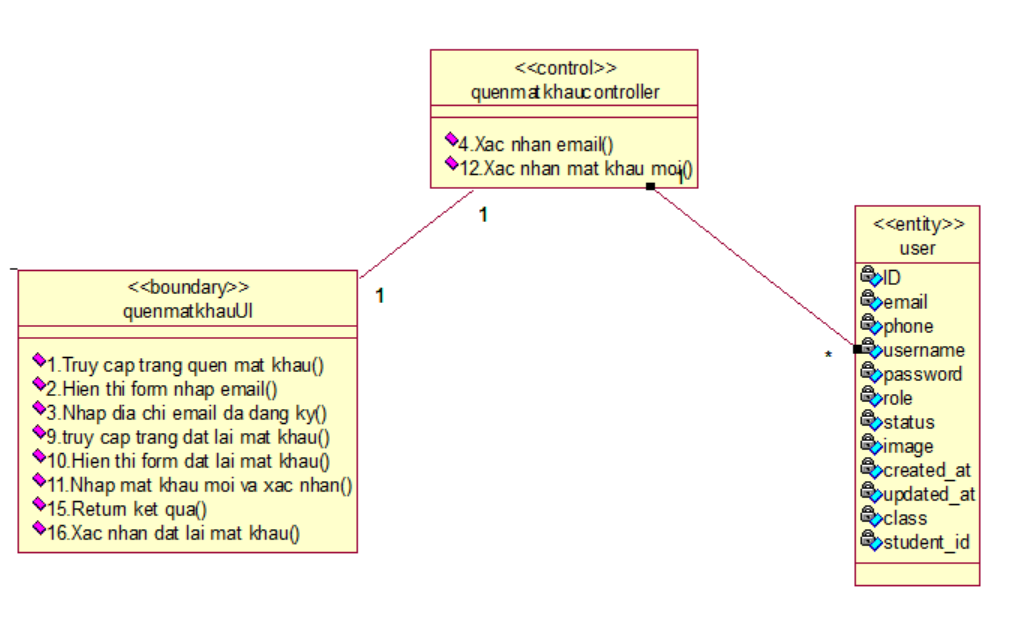 <<control>>
quenmatkhaucontroller
4.Xac nhan email()
12.Xac nhan mat khau moi()
1
1
1
*
<<boundary>>
quenmatkhauUI
1.Truy cap trang quen mat khau()
2.Hien thi form nhap email()
3.Nhap dia chi email da dang ky()
9.truy cap trang dat lai mat khau()
10.Hien thi form dat lai mat khau()
11.Nhap mat khau moi va xac nhan()
15.Return ket qua()
16.Xac nhan dat lai mat khau()
<<entity>>
user
ID
email
phone
username
password
role
status
image
created_at
updated_at
class
student_id